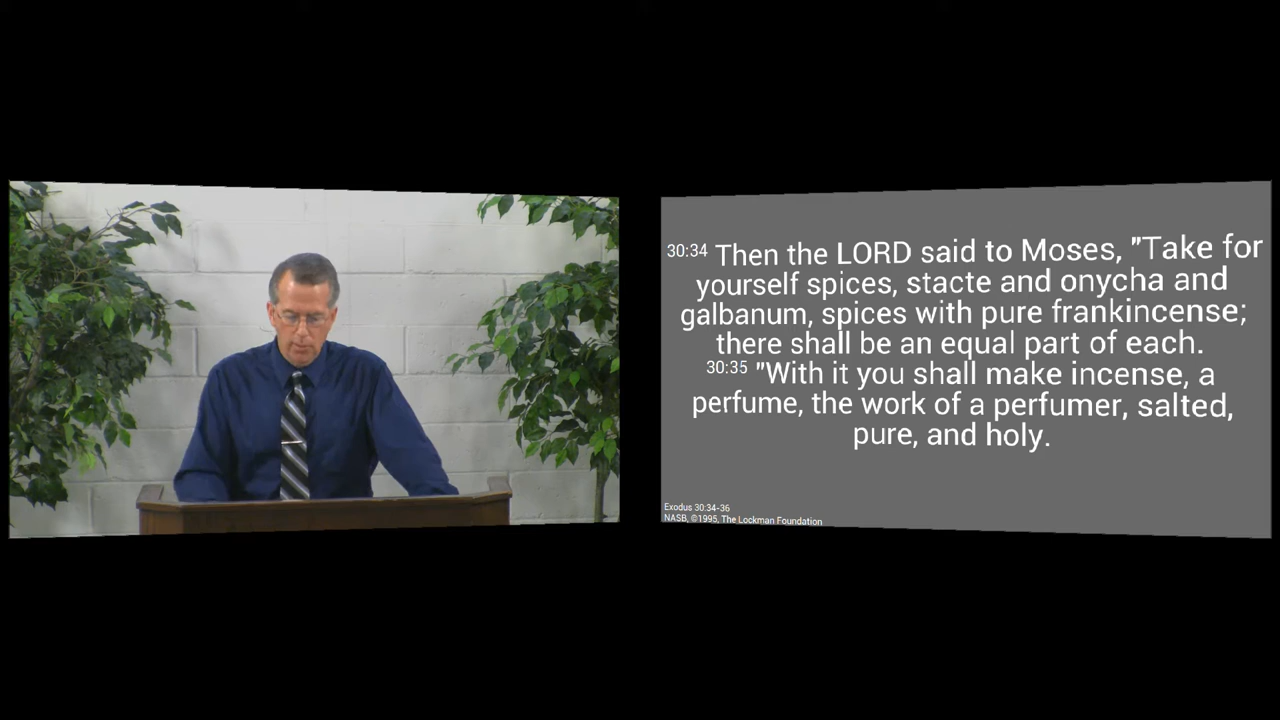 30:34 Then the LORD said to Moses, "Take for
yourself spices, stacte and onycha and
galbanum, spices with pure frankincense;
there shall be an equal part of each.
30:35 "With it you shall make incense, a
perfume, the work of a perfumer, salted,
pure, and holy.
Exodus 30:34-36
NASB, ©1995, The Lockman Foundation